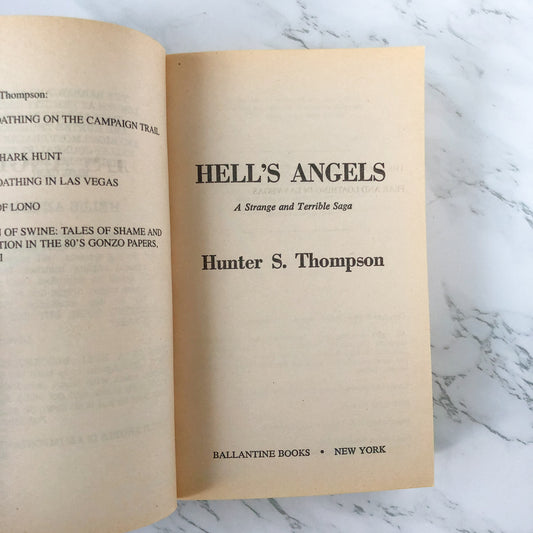 Thompson:
OATHING ON THE CAMPAIGN TRAIL
HARK HUNT
OATHING IN LAS VEGAS
OF LONO
N OF SWINE: TALES OF SHAME AND
TION IN THE 80'S GONZO PAPERS,
I
HELL'S ANGELS
A Strange and Terrible Saga
Hunter S. Thompson
BALLANTINE BOOKS • NEW YORK